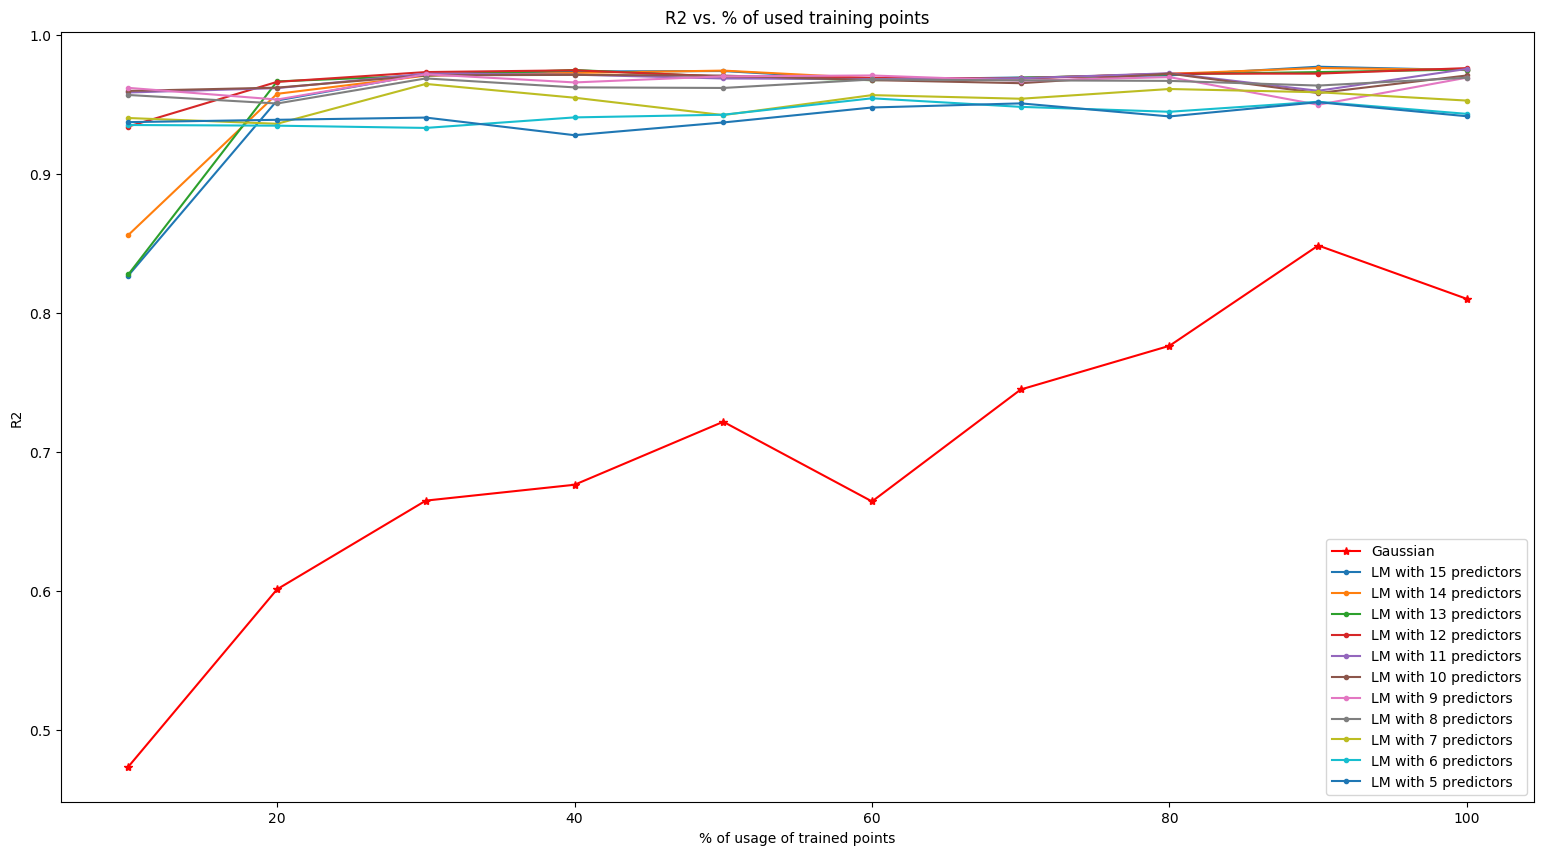 R2 vs. % of used training points
1.0
0.9
0.8
0.7
0.6
0.5
R2
20
40
60
80
100
% of usage of trained points
Gaussian
LM with 15 predictors
LM with 14 predictors
LM with 13 predictors
LM with 12 predictors
LM with 11 predictors
LM with 10 predictors
LM with 9 predictors
LM with 8 predictors
LM with 7 predictors
LM with 6 predictors
LM with 5 predictors